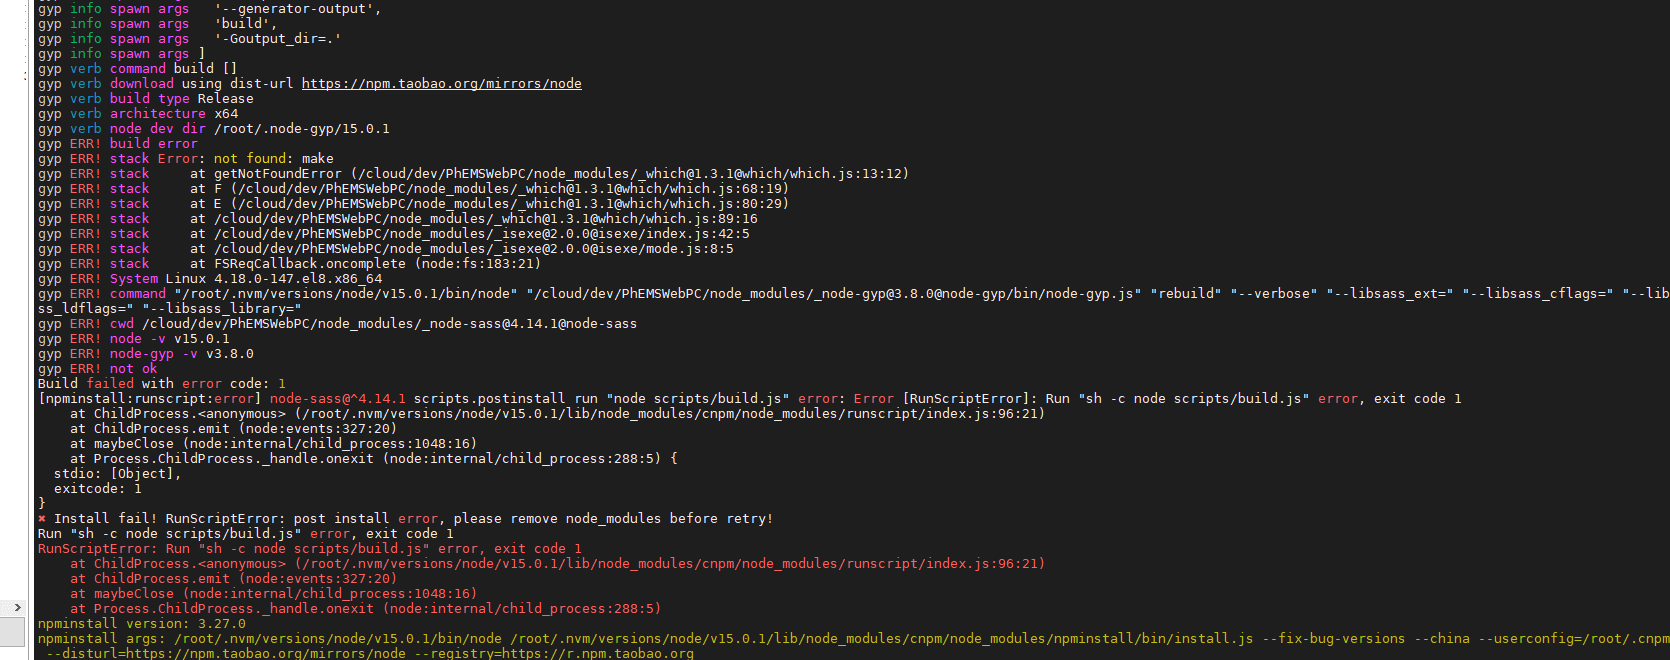 gyp info spawn args   '--generator-output',
gyp info spawn args   'build',
gyp info spawn args   '-Goutput_dir=.'
gyp info spawn args ]
gyp verb command build []
gyp verb download using dist-url https://npm.taobao.org/mirrors/node
gyp verb build type Release
gyp verb architecture x64
gyp verb node dev dir /root/.node-gyp/15.0.1
gyp ERR! build error
gyp ERR! stack Error: not found: make
gyp ERR! stack     at getNotFoundError (/cloud/dev/PhEMSWebPC/node_modules/_which@1.3.1@which/which.js:13:12)
gyp ERR! stack     at F (/cloud/dev/PhEMSWebPC/node_modules/_which@1.3.1@which/which.js:68:19)
gyp ERR! stack     at E (/cloud/dev/PhEMSWebPC/node_modules/_which@1.3.1@which/which.js:80:29)
gyp ERR! stack     at /cloud/dev/PhEMSWebPC/node_modules/_which@1.3.1@which/which.js:89:16
gyp ERR! stack     at /cloud/dev/PhEMSWebPC/node_modules/_isexe@2.0.0@isexe/index.js:42:5
gyp ERR! stack     at /cloud/dev/PhEMSWebPC/node_modules/_isexe@2.0.0@isexe/mode.js:8:5
gyp ERR! stack     at FSReqCallback.oncomplete (node:fs:183:21)
gyp ERR! System Linux 4.18.0-147.el8.x86_64
gyp ERR! command "/root/.nvm/versions/node/v15.0.1/bin/node" "/cloud/dev/PhEMSWebPC/node_modules/_node-gyp@3.8.0@node-gyp/bin/node-gyp.js" "rebuild" "--verbose" "--libsass_ext=" "--libsass_cflags=" "--lib
ss_ldflags=" "--libsass_library="
gyp ERR! cwd /cloud/dev/PhEMSWebPC/node_modules/_node-sass@4.14.1@node-sass
gyp ERR! node -v v15.0.1
gyp ERR! node-gyp -v v3.8.0
gyp ERR! not ok
Build failed with error code: 1
[npminstall:runscript:error] node-sass@^4.14.1 scripts.postinstall run "node scripts/build.js" error: Error [RunScriptError]: Run "sh -c node scripts/build.js" error, exit code 1
    at ChildProcess.<anonymous> (/root/.nvm/versions/node/v15.0.1/lib/node_modules/cnpm/node_modules/runscript/index.js:96:21)
    at ChildProcess.emit (node:events:327:20)
    at maybeClose (node:internal/child_process:1048:16)
    at Process.ChildProcess._handle.onexit (node:internal/child_process:288:5) {
  stdio: [Object],
  exitcode: 1
}
✖ Install fail! RunScriptError: post install error, please remove node_modules before retry!
Run "sh -c node scripts/build.js" error, exit code 1
RunScriptError: Run "sh -c node scripts/build.js" error, exit code 1
    at ChildProcess.<anonymous> (/root/.nvm/versions/node/v15.0.1/lib/node_modules/cnpm/node_modules/runscript/index.js:96:21)
    at ChildProcess.emit (node:events:327:20)
    at maybeClose (node:internal/child_process:1048:16)
    at Process.ChildProcess._handle.onexit (node:internal/child_process:288:5)
npminstall version: 3.27.0
npminstall args: /root/.nvm/versions/node/v15.0.1/bin/node /root/.nvm/versions/node/v15.0.1/lib/node_modules/cnpm/node_modules/npminstall/bin/install.js --fix-bug-versions --china --userconfig=/root/.cnpm
 --disturl=https://npm.taobao.org/mirrors/node --registry=https://r.npm.taobao.org